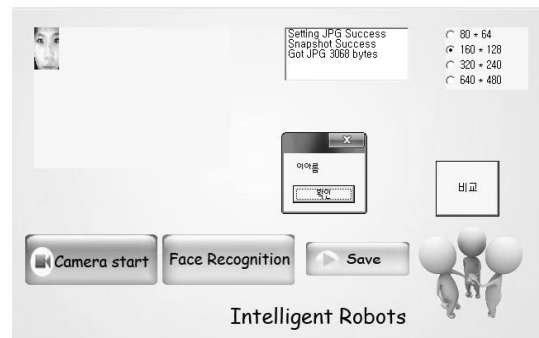 Setting JPG Success
Snapshot Success
Got JPG 3068 bytes
80 * 64
160 * 128
320 * 240
640 * 480
이아름
확인
비교
Camera start
Face Recognition
Save
Intelligent Robots